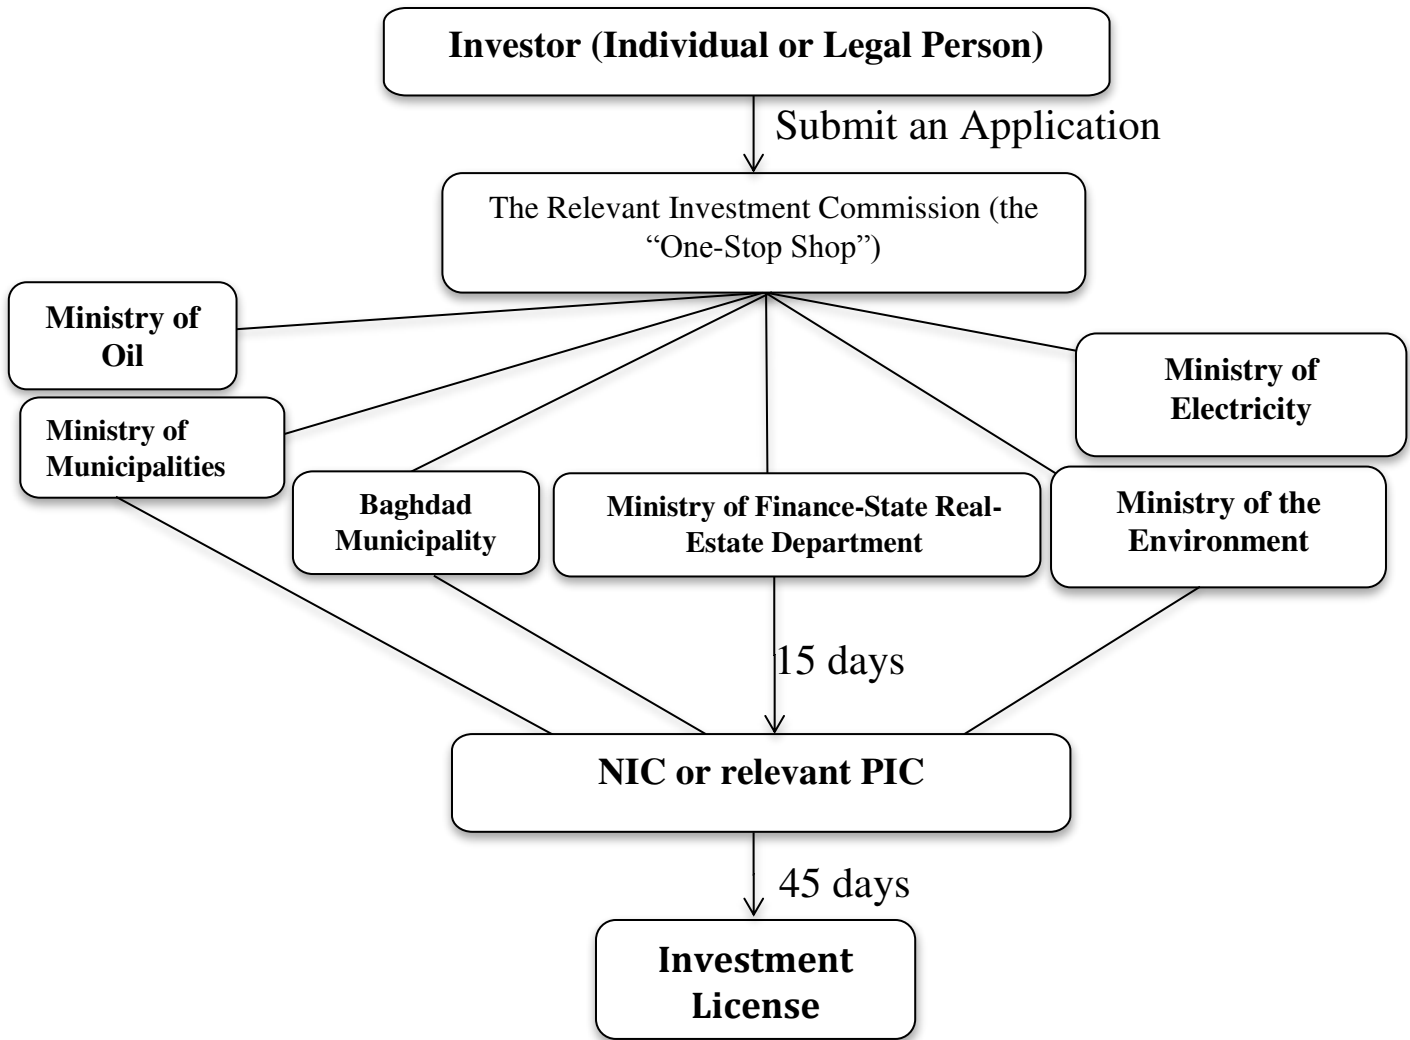 Investor (Individual or Legal Person)
Submit an Application
The Relevant Investment Commission (the
“One-Stop Shop”)
Ministry of
Oil
Ministry of
Electricity
Ministry of
Municipalities
Baghdad
Municipality
Ministry of Finance-State Real-
Estate Department
Ministry of the
Environment
15 days
NIC or relevant PIC
45 days
Investment
License